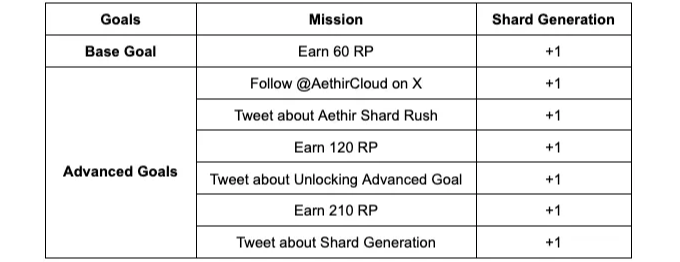 Goals Mission Shard Generation
Base Goal Earn 60 RP +1
Follow @AethirCloud on X +1
Tweet about Aethir Shard Rush +1
Earn 120 RP +1
Advanced Goals
Tweet about Unlocking Advanced Goal +1
Earn 210 RP +1
Tweet about Shard Generation +1